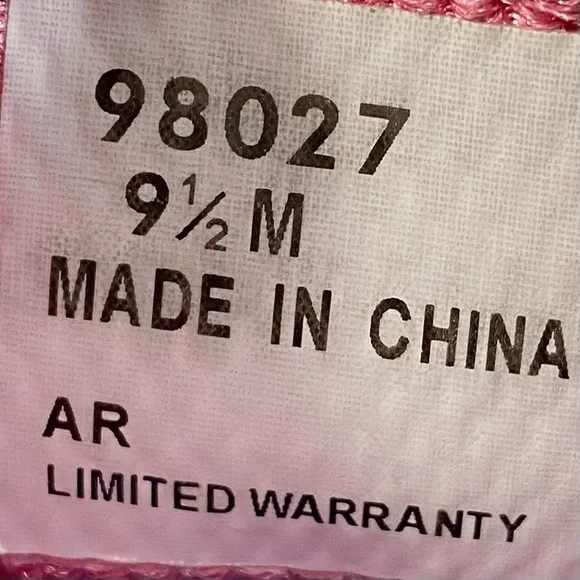 98027
9½ M
MADE IN CHINA
AR
LIMITED WARRANTY